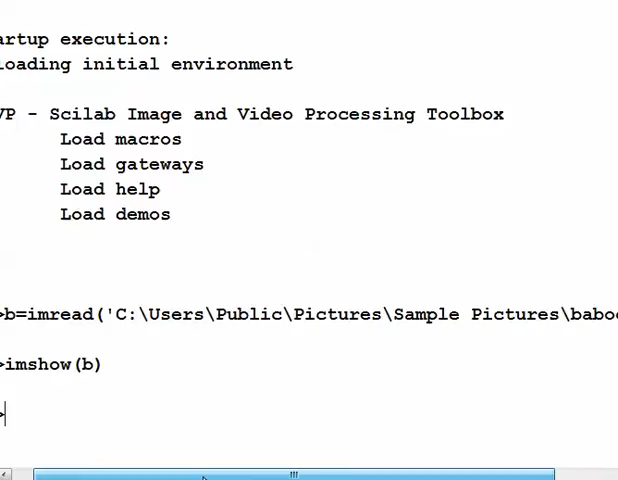 artup execution:
loading initial environment
VP - Scilab Image and Video Processing Toolbox
Load macros
Load gateways
Load help
Load demos
>b=imread('C:\Users\Public\Pictures\Sample Pictures\baboo
>imshow(b)
>